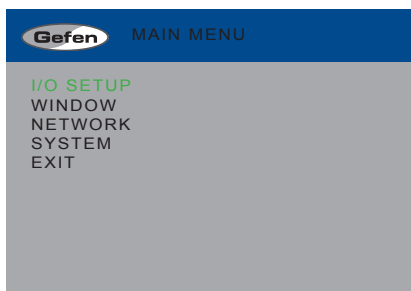 Gefen MAIN MENU
I/O SETUP
WINDOW
NETWORK
SYSTEM
EXIT